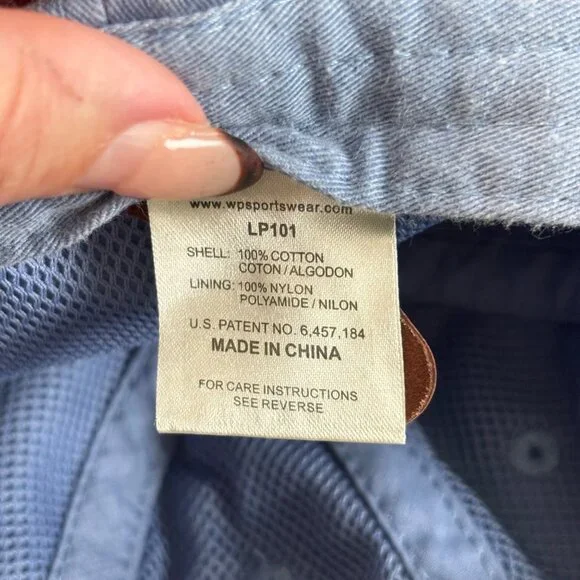 www.wpsportswear.com
LP101
SHELL: 100% COTTON
COTON / ALGODON
LINING: 100% NYLON
POLYAMIDE / NILON
U.S. PATENT NO. 6,457,184
MADE IN CHINA
FOR CARE INSTRUCTIONS
SEE REVERSE